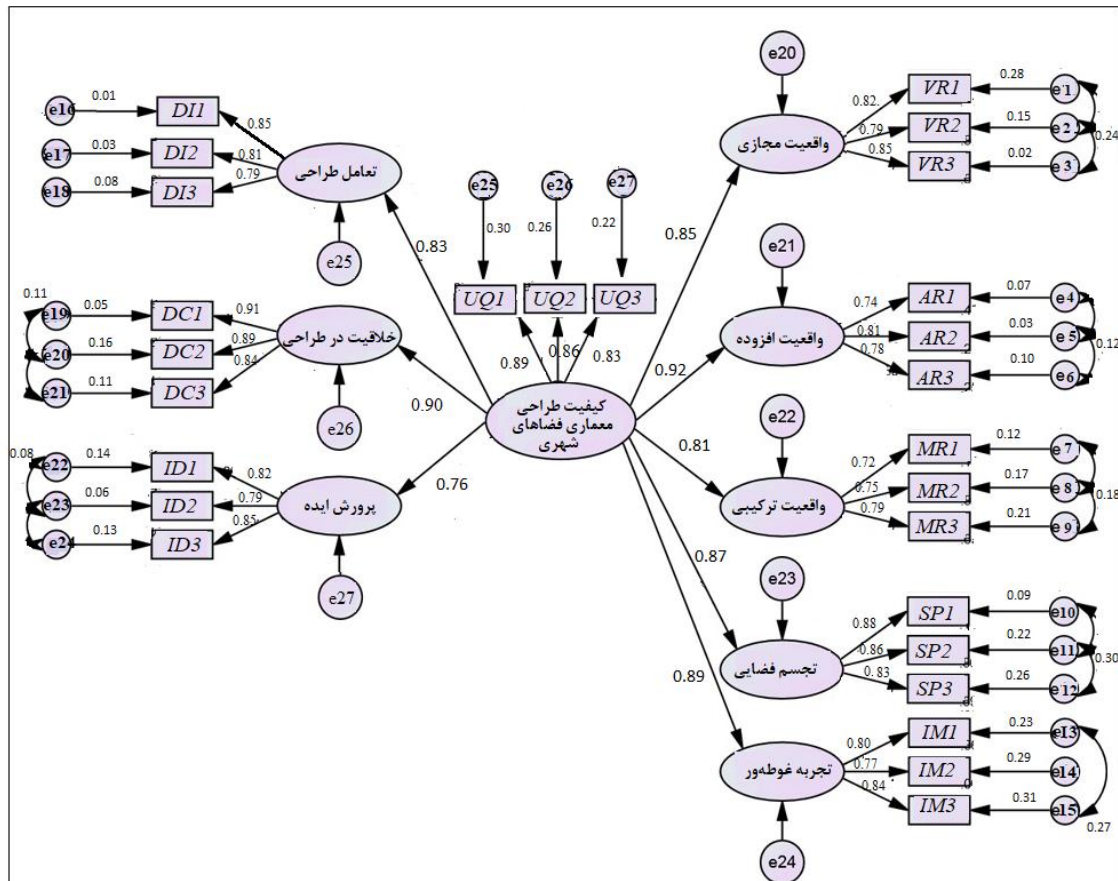 e16
0.01
DI1
0.85
e17
0.03
DI2
0.81
e18
0.08
DI3
0.79
تعامل طراحی
e25
0.83
0.11
e19
0.05
DC1
0.91
e20
0.16
DC2
0.89
e21
0.11
DC3
0.84
خلاقیت در طراحی
e26
0.90
0.08
e22
0.14
ID1
0.82
e23
0.06
ID2
0.79
e24
0.13
ID3
0.85
پرورش ایده
e27
0.76
e25
e26
e27
0.30
0.26
0.22
UQ1
UQ2
UQ3
0.89
0.86
0.83
کیفیت طراحی
معماری فضاهای
شهری
e20
واقعیت مجازی
0.85
0.82
VR1
0.28
e1
0.79
VR2
0.15
e2
0.24
0.85
VR3
0.02
e3
e21
واقعیت افزوده
0.92
0.74
AR1
0.07
e4
0.81
AR2
0.03
e5
0.12
0.78
AR3
0.10
e6
e22
واقعیت ترکیبی
0.81
0.72
MR1
0.12
e7
0.75
MR2
0.17
e8
0.18
0.79
MR3
0.21
e9
e23
تجسم فضایی
0.87
0.88
SP1
0.09
e10
0.86
SP2
0.22
e11
0.30
0.83
SP3
0.26
e12
تجربه غوطه‌ور
0.89
0.80
IM1
0.23
e13
0.77
IM2
0.29
e14
0.84
IM3
0.31
e15
0.27
e24